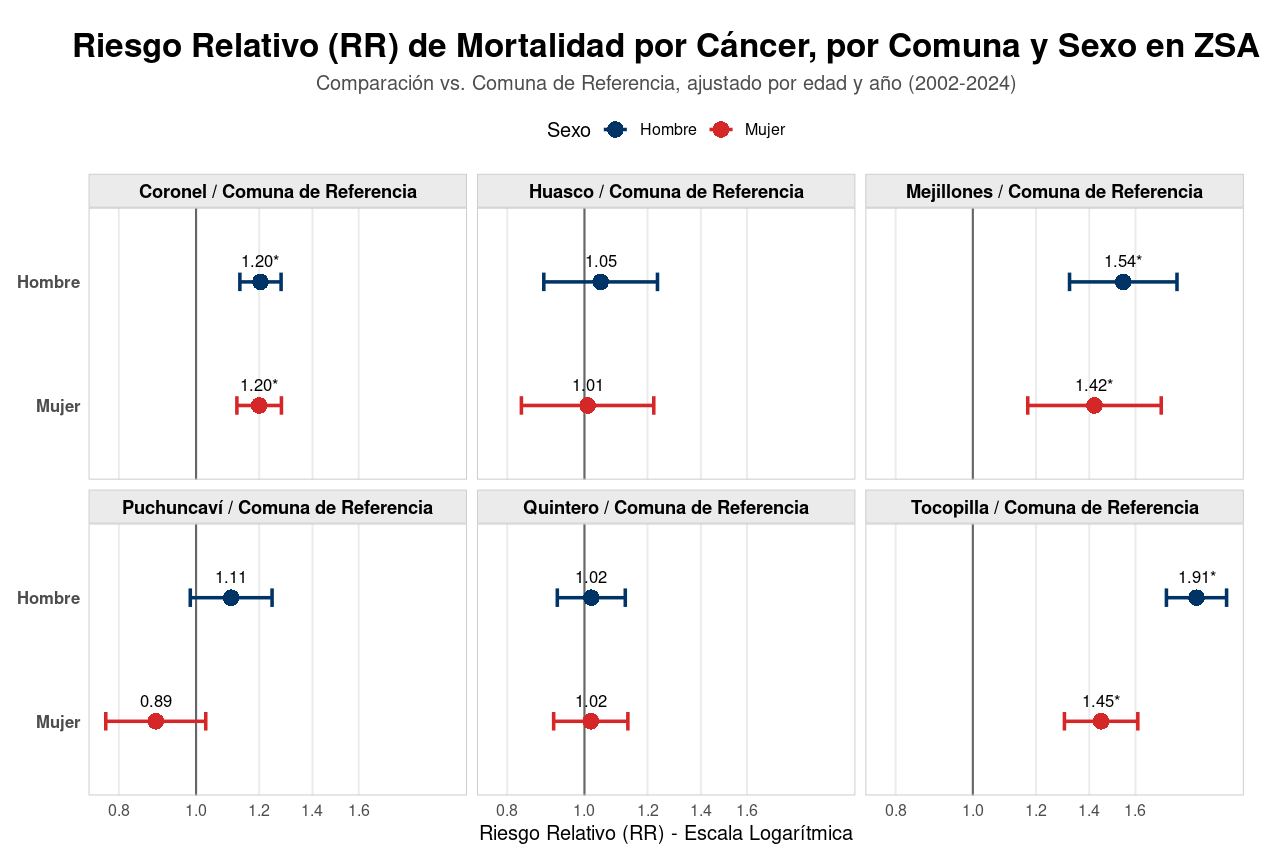 Riesgo Relativo (RR) de Mortalidad por Cáncer, por Comuna y Sexo en ZSA
Comparación vs. Comuna de Referencia, ajustado por edad y año (2002-2024)
Sexo Hombre Mujer
Coronel / Comuna de Referencia Huasco / Comuna de Referencia Mejillones / Comuna de Referencia
1.20* 1.05 1.54*
Hombre
1.20* 1.01 1.42*
Mujer
Puchuncaví / Comuna de Referencia Quintero / Comuna de Referencia Tocopilla / Comuna de Referencia
1.11 1.02 1.91*
Hombre
0.89 1.02 1.45*
Mujer
0.8 1.0 1.2 1.4 1.6 0.8 1.0 1.2 1.4 1.6 0.8 1.0 1.2 1.4 1.6
Riesgo Relativo (RR) - Escala Logarítmica